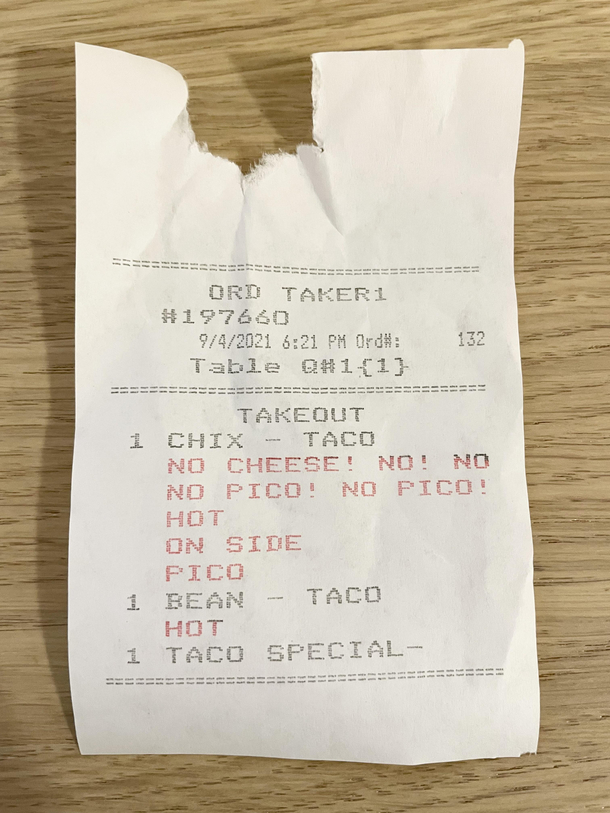 ORD TAKER1
#197660
9/4/2021 6:21 PM Ord#: 132
Table Q#1{1}
TAKEOUT
1 CHIX - TACO
NO CHEESE! NO! NO
NO PICO! NO PICO!
HOT
ON SIDE
PICO
1 BEAN - TACO
HOT
1 TACO SPECIAL-